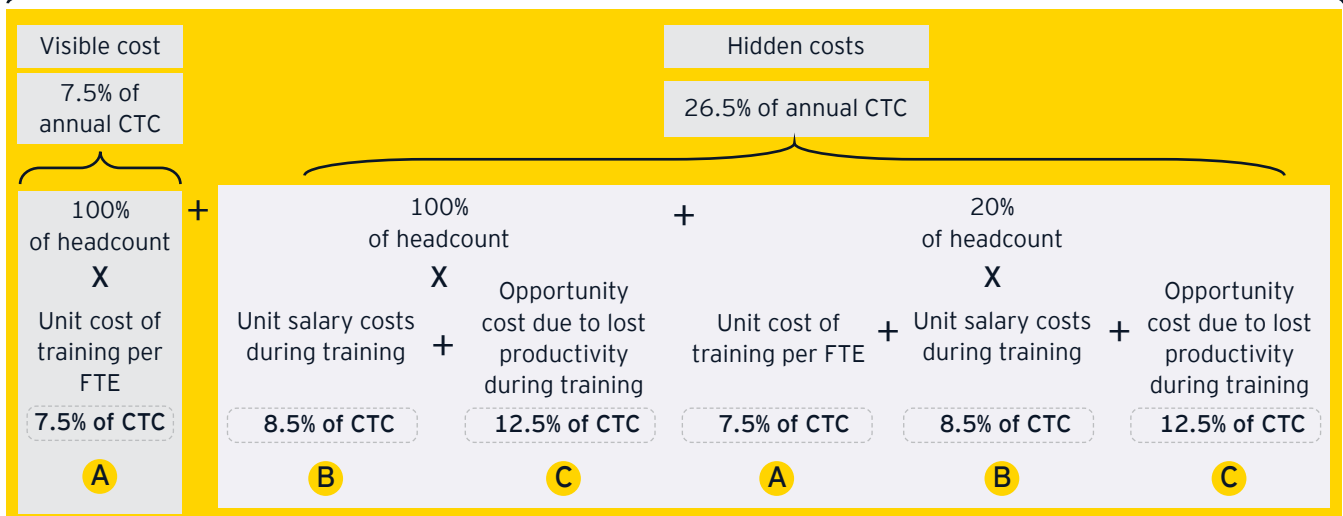 Visible cost
7.5% of
annual CTC
Hidden costs
26.5% of annual CTC
100%
of headcount
X
Unit cost of
training per
FTE
7.5% of CTC
A
+
100%
of headcount
X
Unit salary costs
during training
8.5% of CTC
B
+
Opportunity
cost due to lost
productivity
during training
12.5% of CTC
C
+
20%
of headcount
X
Unit cost of
training per FTE
7.5% of CTC
A
+
Unit salary costs
during training
8.5% of CTC
B
+
Opportunity
cost due to lost
productivity
during training
12.5% of CTC
C